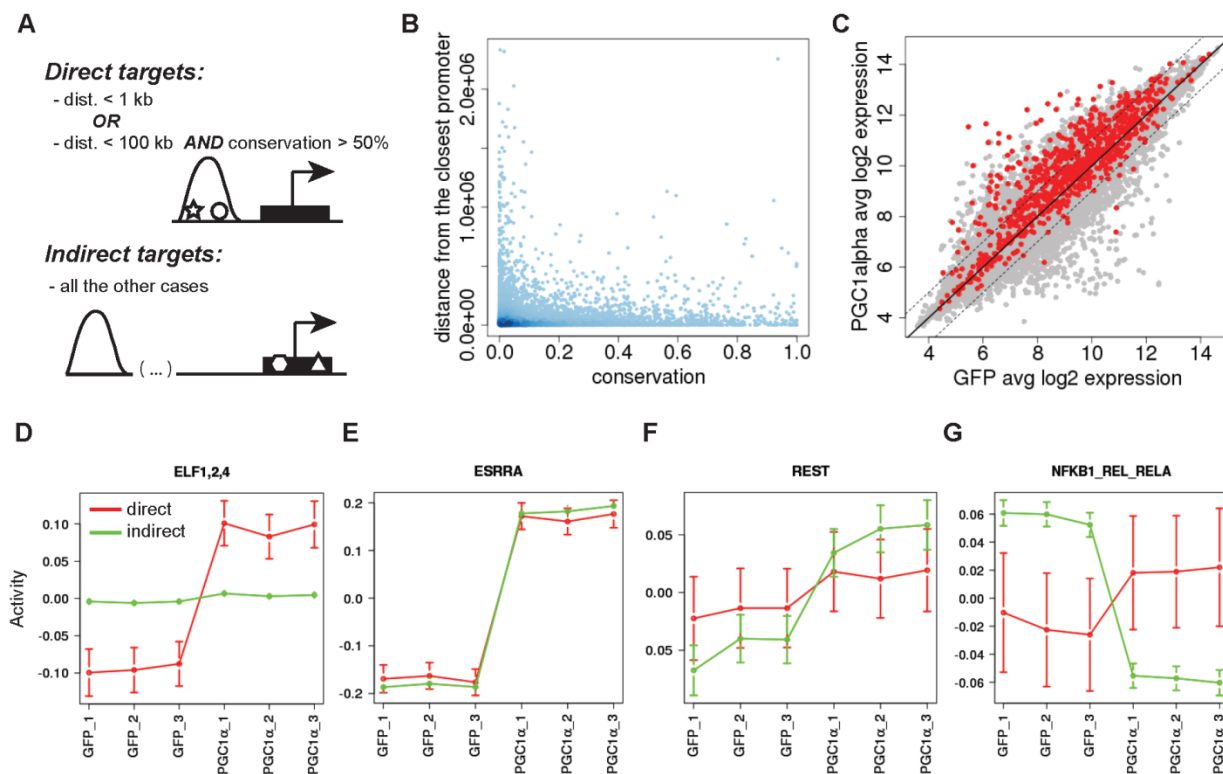 A
Direct targets:
- dist. < 1 kb
OR
- dist. < 100 kb AND conservation > 50%
Indirect targets:
- all the other cases
( ... )
B
distance from the closest promoter
2.0e+06
1.0e+06
0.0e+00
0.0 0.2 0.4 0.6 0.8 1.0
conservation
C
PGC1alpha avg log2 expression
14
12
10
8
6
4
4 6 8 10 12 14
GFP avg log2 expression
D
ELF1,2,4
direct
indirect
Activity
0.10
0.05
0.00
-0.05
-0.10
GFP_1 GFP_2 GFP_3 PGC1α_1 PGC1α_2 PGC1α_3
E
ESRRA
0.2
0.1
0.0
-0.1
-0.2
GFP_1 GFP_2 GFP_3 PGC1α_1 PGC1α_2 PGC1α_3
F
REST
0.05
0.00
0.05
GFP_1 GFP_2 GFP_3 PGC1α_1 PGC1α_2 PGC1α_3
G
NFKB1_REL_RELA
0.06
0.04
0.02
0.00
-0.02
-0.04
-0.06
GFP_1 GFP_2 GFP_3 PGC1α_1 PGC1α_2 PGC1α_3